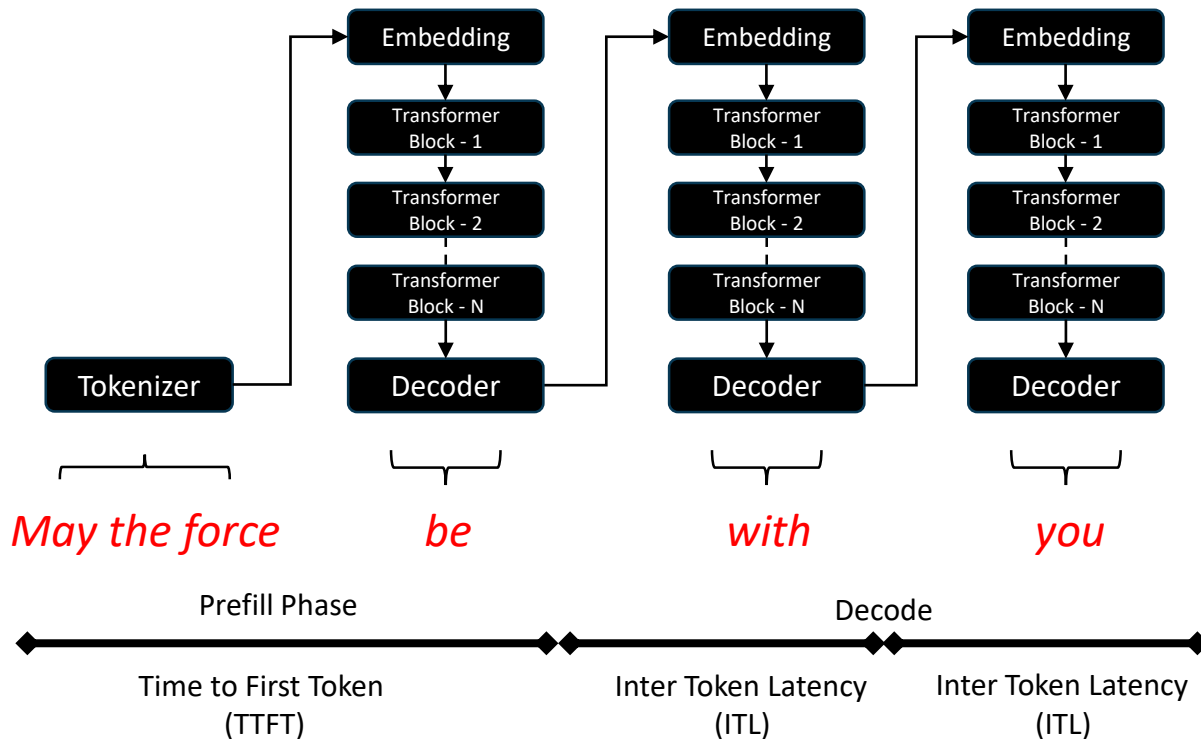 Embedding
Transformer
Block - 1
Transformer
Block - 2
Transformer
Block - N
Decoder
Embedding
Transformer
Block - 1
Transformer
Block - 2
Transformer
Block - N
Decoder
Embedding
Transformer
Block - 1
Transformer
Block - 2
Transformer
Block - N
Decoder
Tokenizer
May the force
be
with
you
Prefill Phase
Decode
Time to First Token
(TTFT)
Inter Token Latency
(ITL)
Inter Token Latency
(ITL)